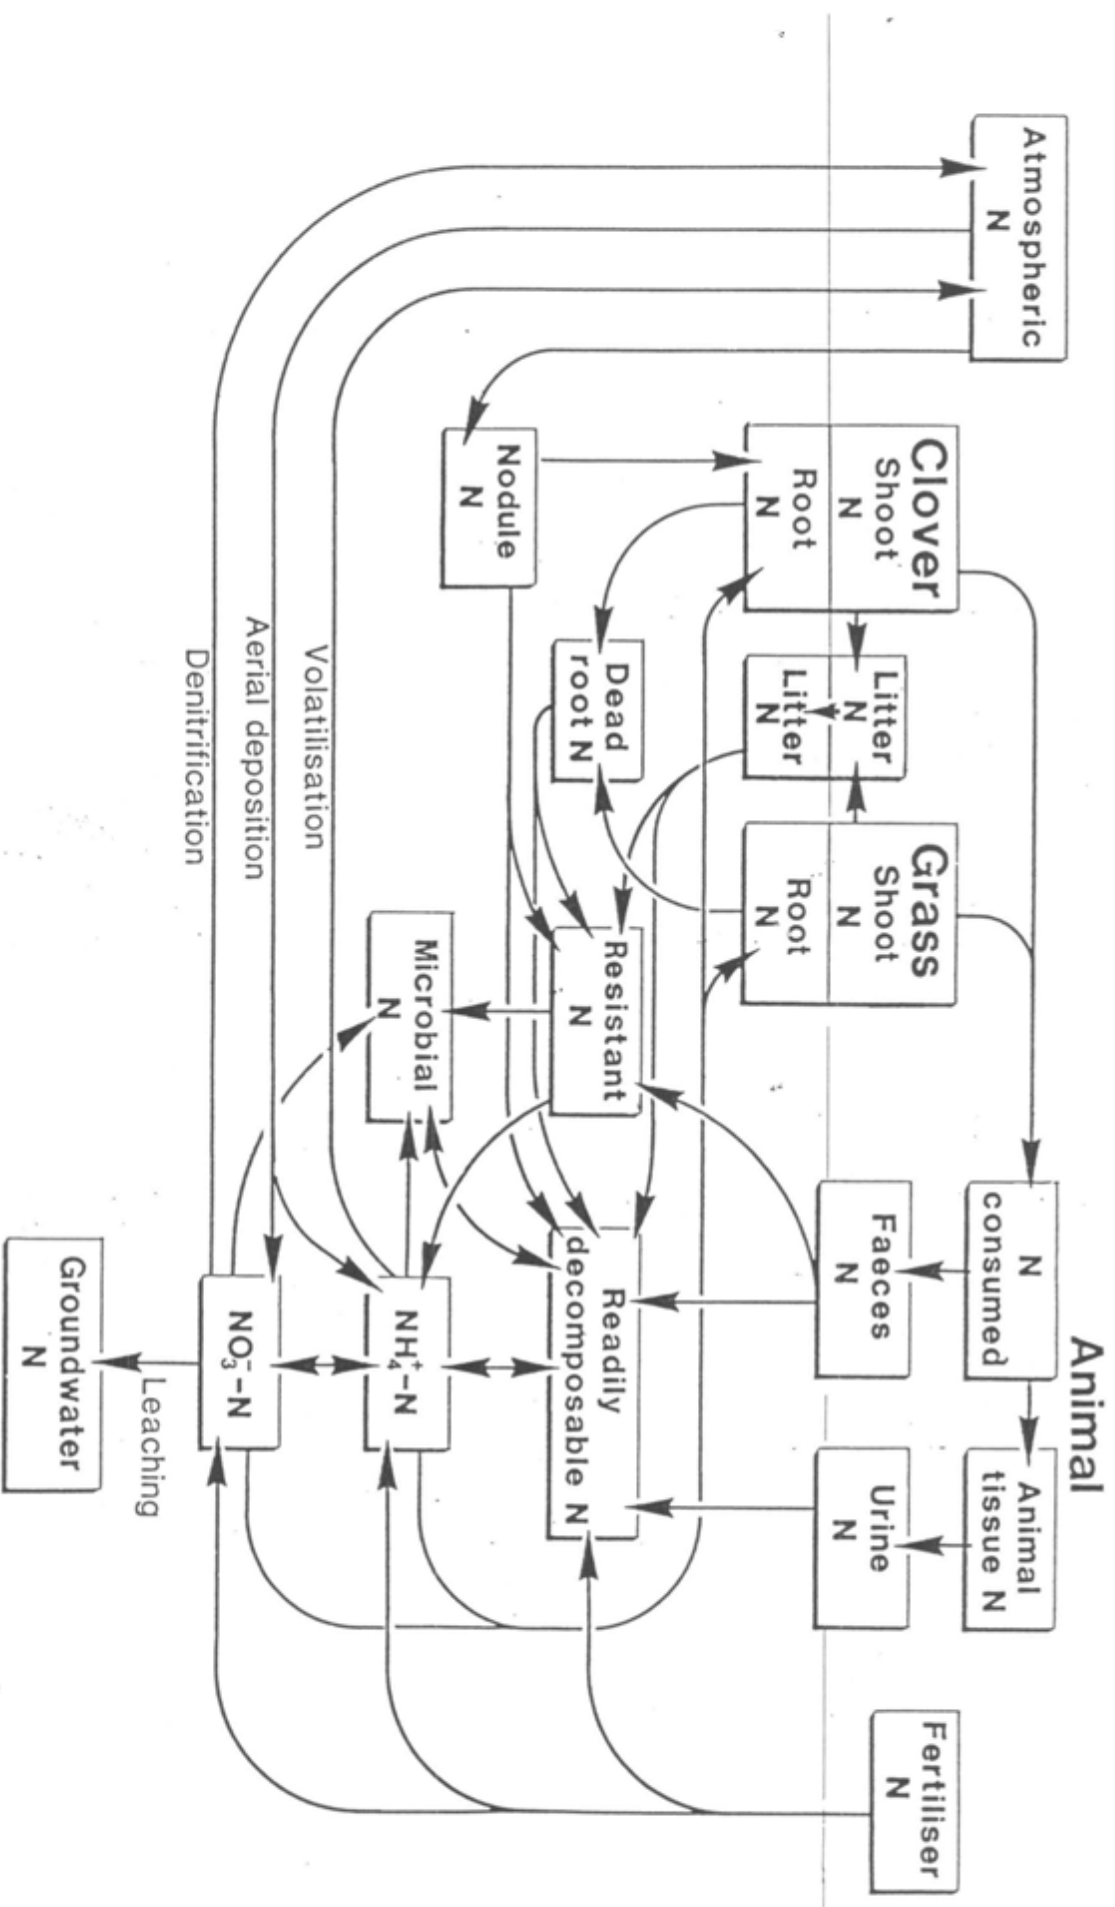 Animal
Atmospheric
N
Clover
Shoot
N
Root
N
Litter
N
Litter
N
Grass
Shoot
N
Root
N
N
consumed
Animal
tissue N
Faeces
N
Urine
N
Fertiliser
N
Nodule
N
Dead
root N
Resistant
N
Readily
decomposable N
Microbial
N
NH₄⁺–N
NO₃⁻–N
Volatilisation
Aerial deposition
Denitrification
Leaching
Groundwater
N